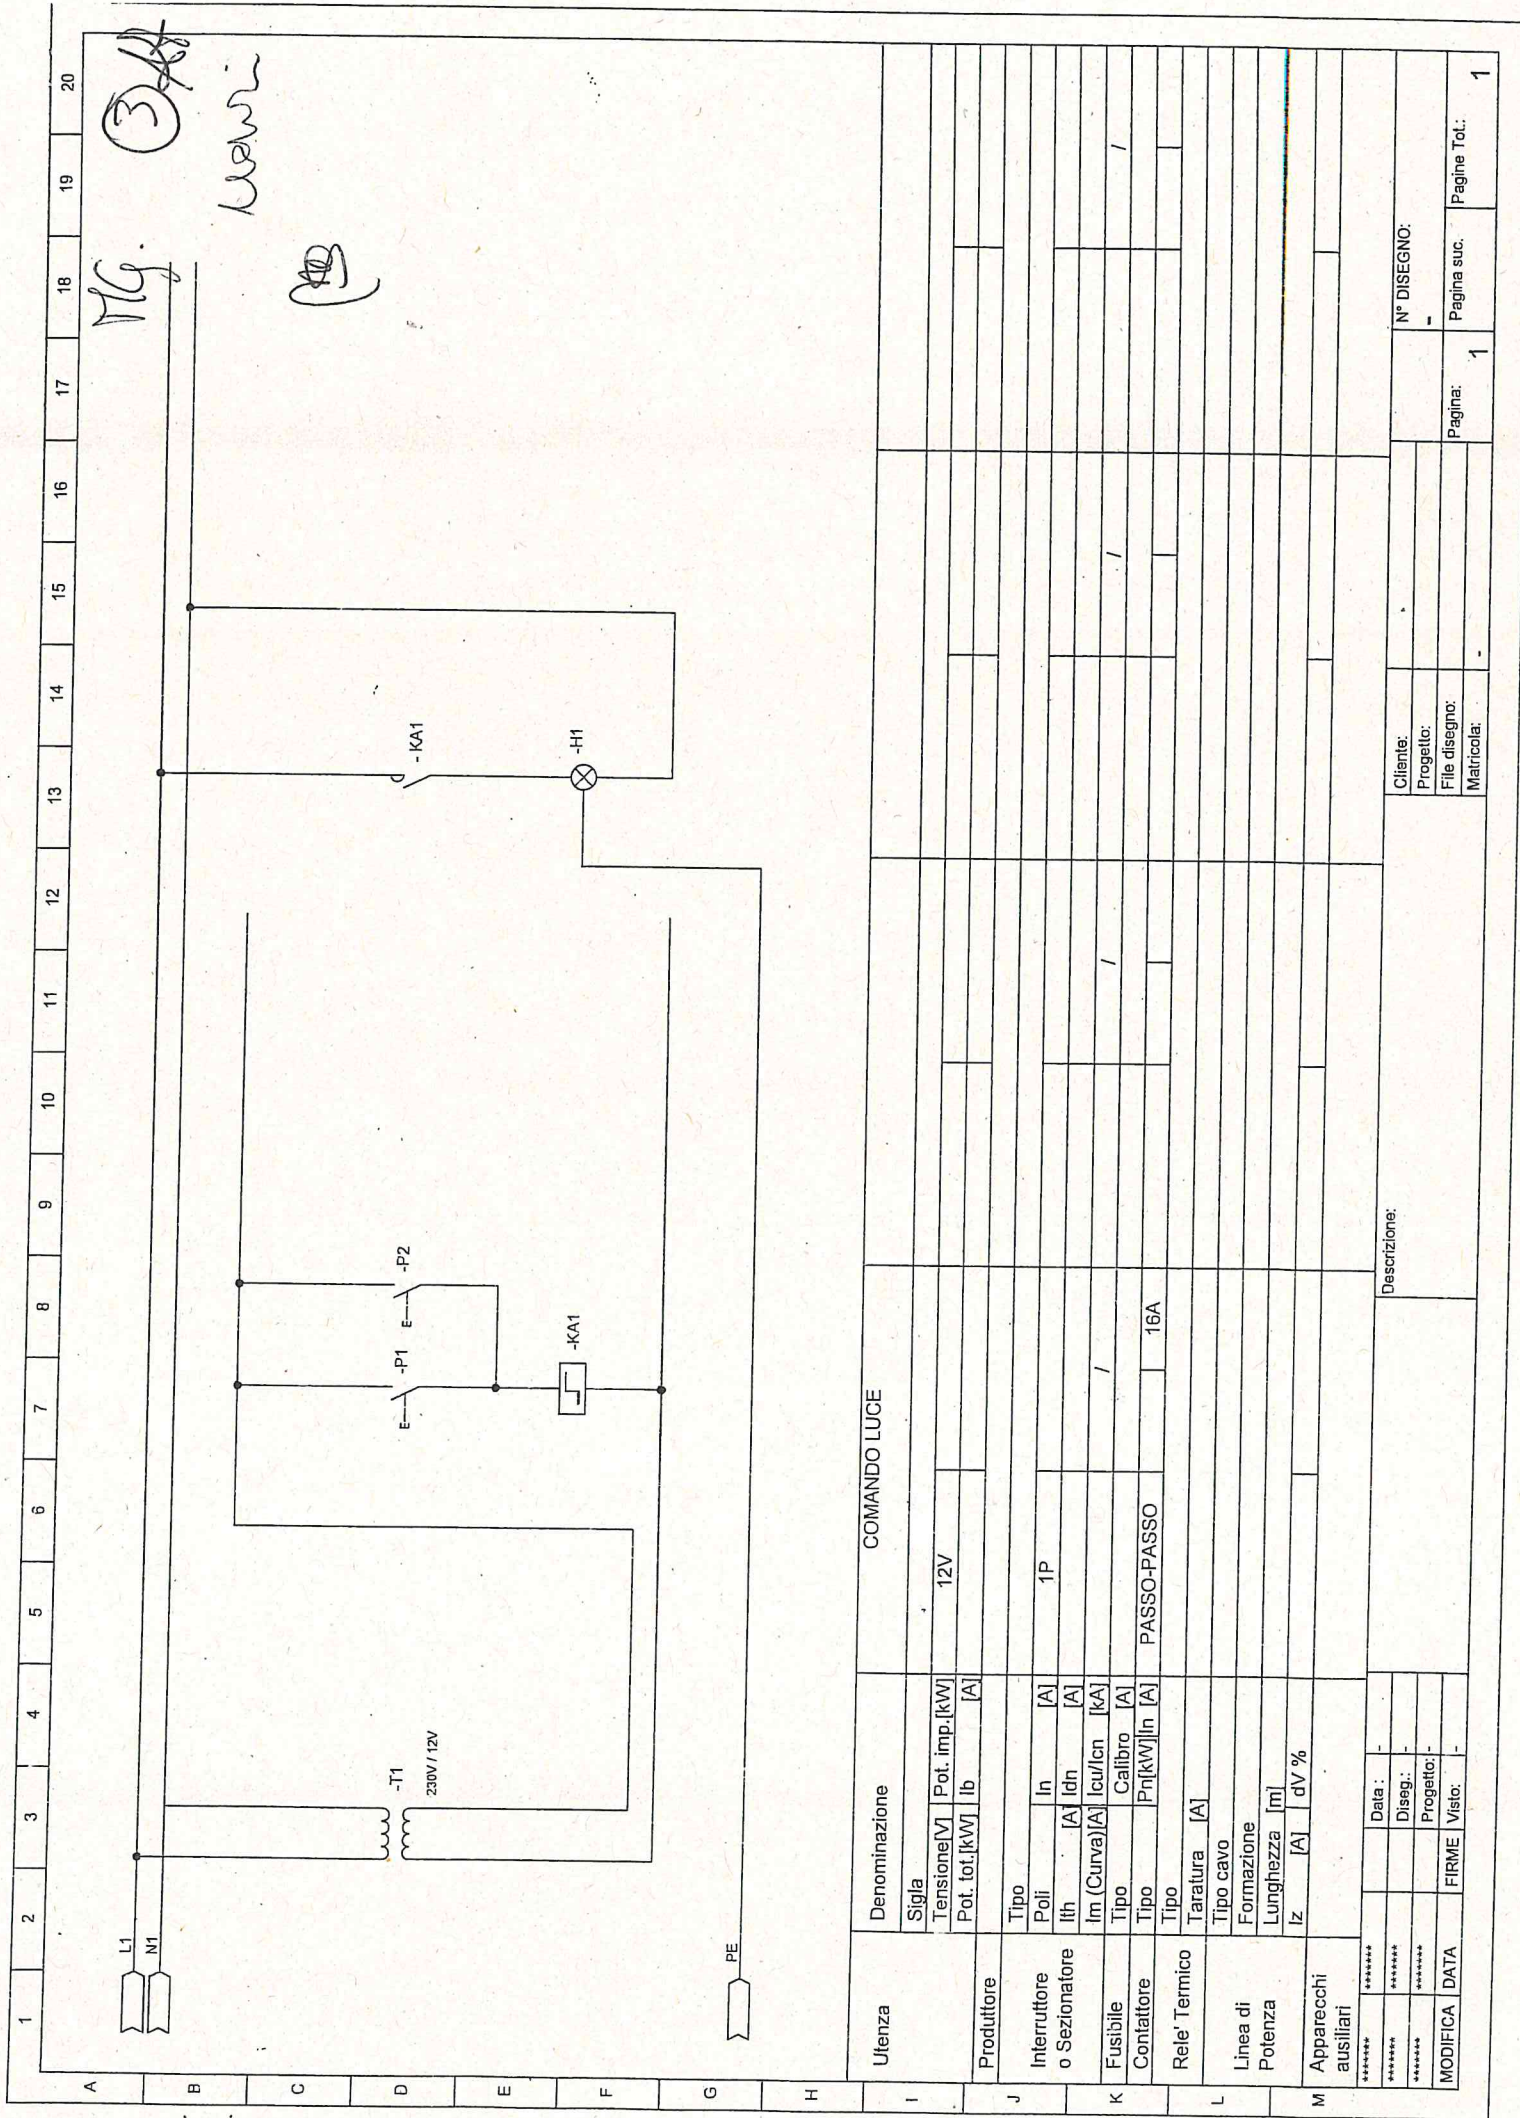 1 2 3 4 5 6 7 8 9 10 11 12 13 14 15 16 17 18 19 20
A
B
C
D
E
F
G
H
I
J
K
L
M
MG. 3
L1
N1
PE
-T1
230V / 12V
-P1
-P2
-KA1
-KA1
-H1
Utenza Denominazione COMANDO LUCE
Sigla
Tensione[V] Pot. imp.[kW] 12V
Pot. tot.[kW] Ib [A]
Produttore
Interruttore
o Sezionatore
Tipo
Poli In [A] 1P
Ith [A] Idn [A]
Im (Curva)[A] Icu/Icn [kA] / / / /
Fusibile Tipo Calibro [A]
Contattore Tipo Pn[kW]In [A] PASSO-PASSO 16A
Rele' Termico Tipo
Taratura [A]
Linea di
Potenza
Tipo cavo
Formazione
Lunghezza [m]
Iz [A] dV %
Apparecchi
ausiliari
******* ******* Data : -
******* ******* Diseg.: -
******* ******* Progetto: -
MODIFICA DATA FIRME Visto: -
Descrizione:
Cliente:
Progetto:
File disegno:
Matricola: -
N° DISEGNO:
-
Pagina: 1
Pagina suc.
Pagine Tot.: 1